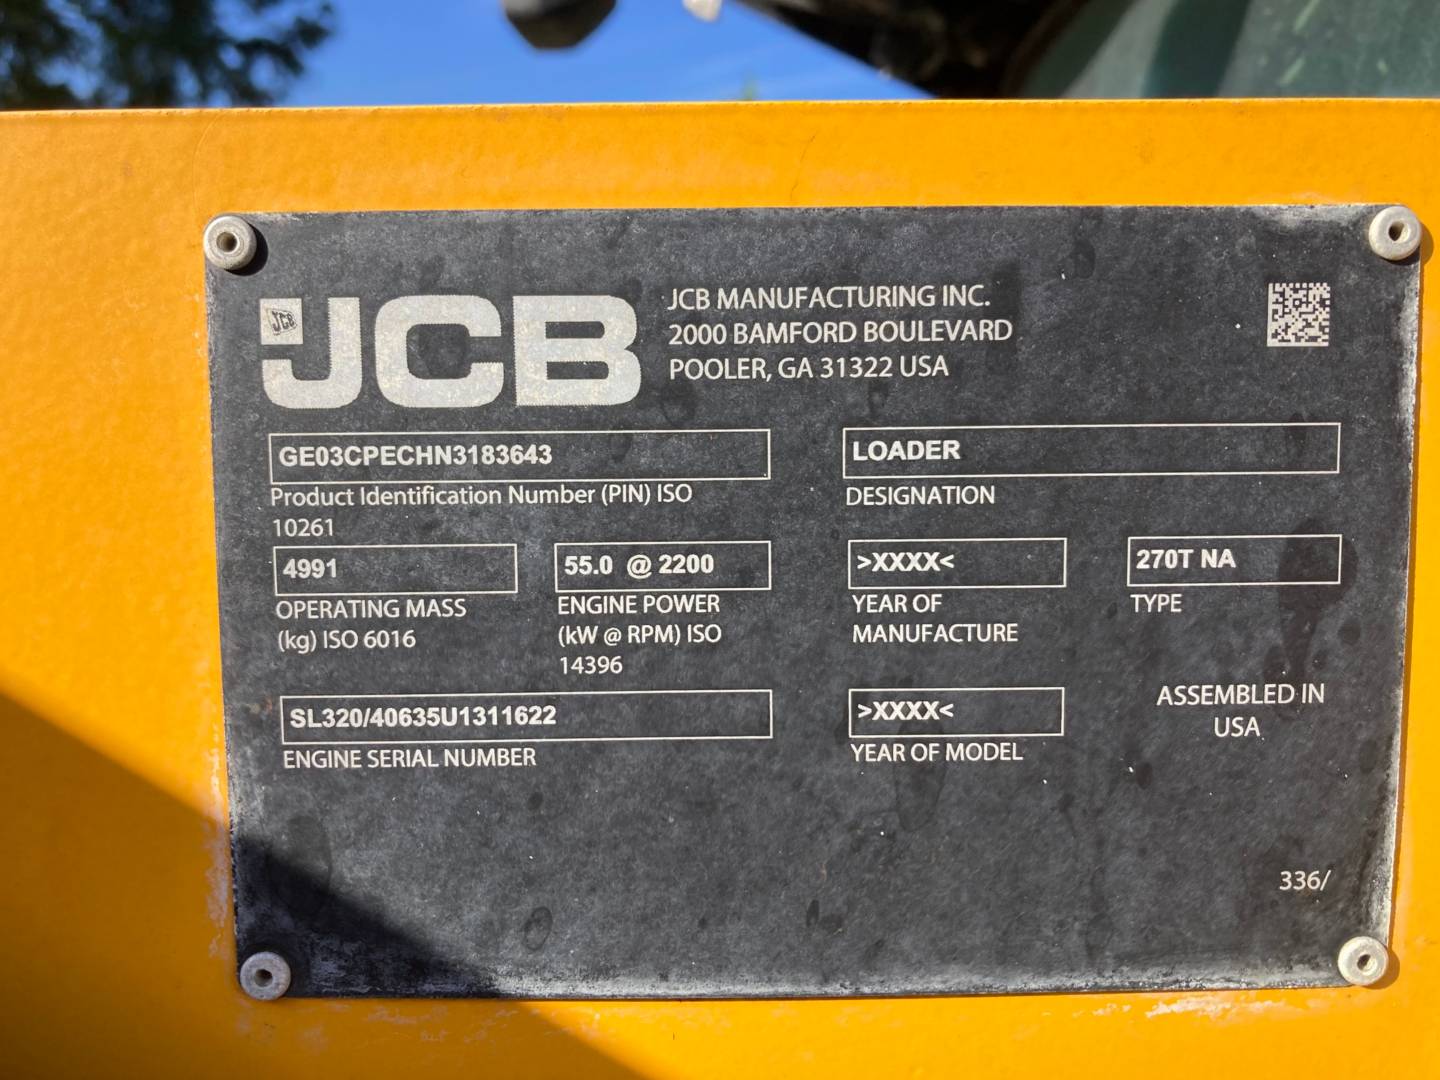 JCB
JCB
JCB MANUFACTURING INC.
2000 BAMFORD BOULEVARD
POOLER, GA 31322 USA
GE03CPECHN3183643
Product Identification Number (PIN) ISO
10261
LOADER
DESIGNATION
4991
OPERATING MASS
(kg) ISO 6016
55.0 @ 2200
ENGINE POWER
(kW @ RPM) ISO
14396
>XXXX<
YEAR OF
MANUFACTURE
270T NA
TYPE
SL320/40635U1311622
ENGINE SERIAL NUMBER
>XXXX<
YEAR OF MODEL
ASSEMBLED IN
USA
336/